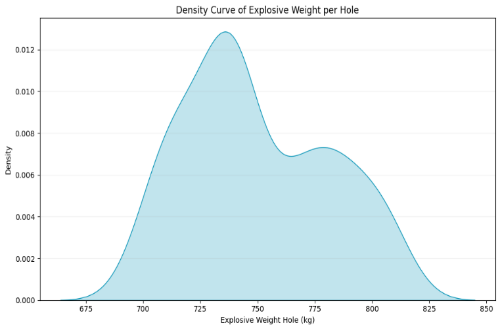 Density Curve of Explosive Weight per Hole
0.012
0.010
0.008
0.006
0.004
0.002
0.000
Density
675 700 725 750 775 800 825 850
Explosive Weight Hole (kg)